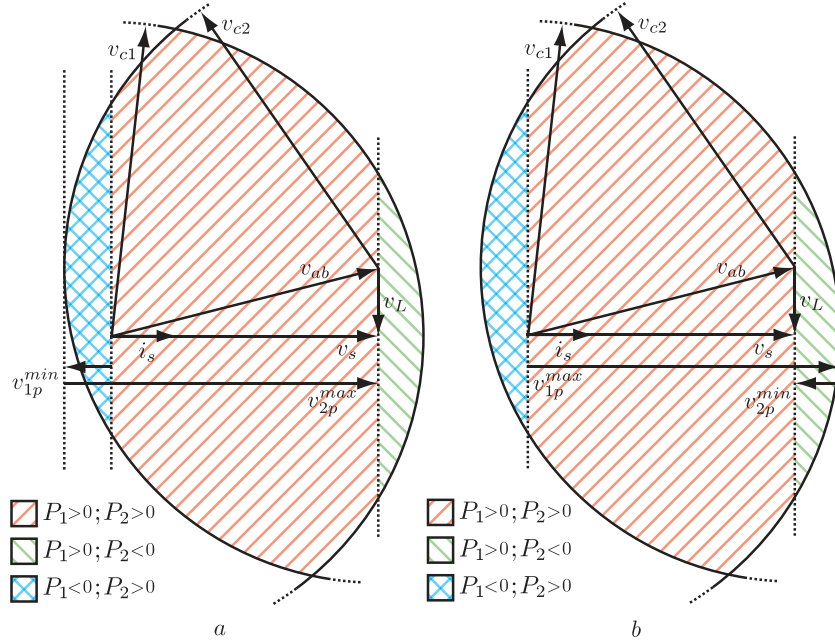 v_{c1}
v_{c2}
v_{ab}
v_L
i_s
v_s
v_{1p}^{min}
v_{2p}^{max}
P_1>0; P_2>0
P_1>0; P_2<0
P_1<0; P_2>0
a
v_{c1}
v_{c2}
v_{ab}
v_L
i_s
v_s
v_{1p}^{max}
v_{2p}^{min}
P_1>0; P_2>0
P_1>0; P_2<0
P_1<0; P_2>0
b